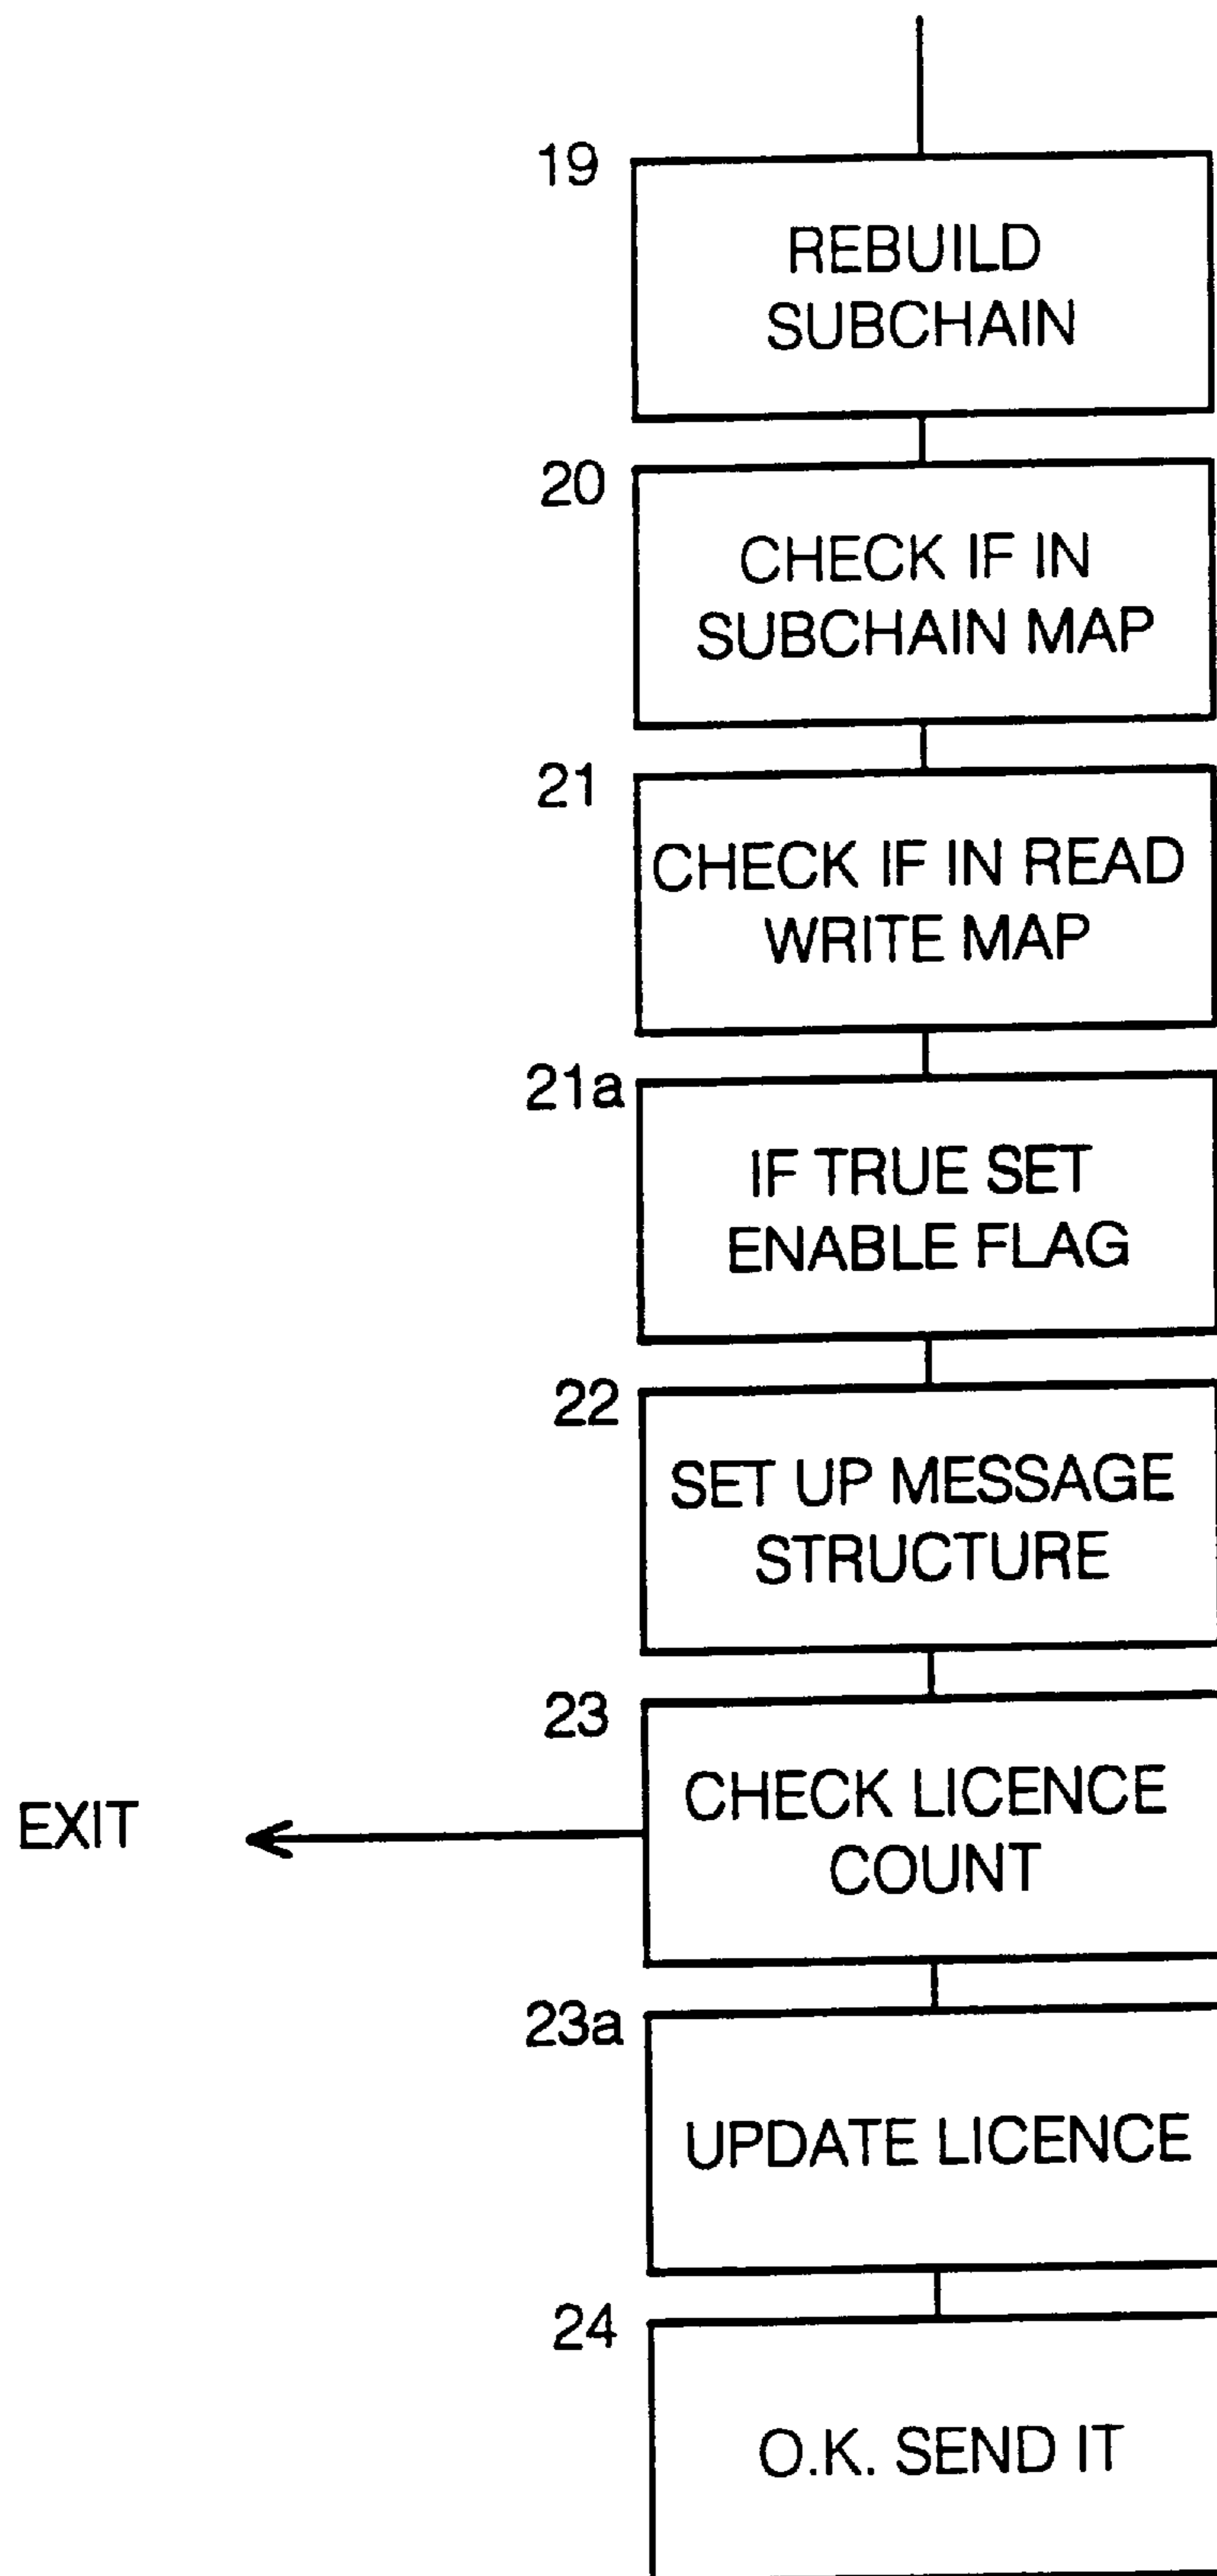 19
REBUILD
SUBCHAIN
20
CHECK IF IN
SUBCHAIN MAP
21
CHECK IF IN READ
WRITE MAP
21a
IF TRUE SET
ENABLE FLAG
22
SET UP MESSAGE
STRUCTURE
23
CHECK LICENCE
COUNT
EXIT
23a
UPDATE LICENCE
24
O.K. SEND IT